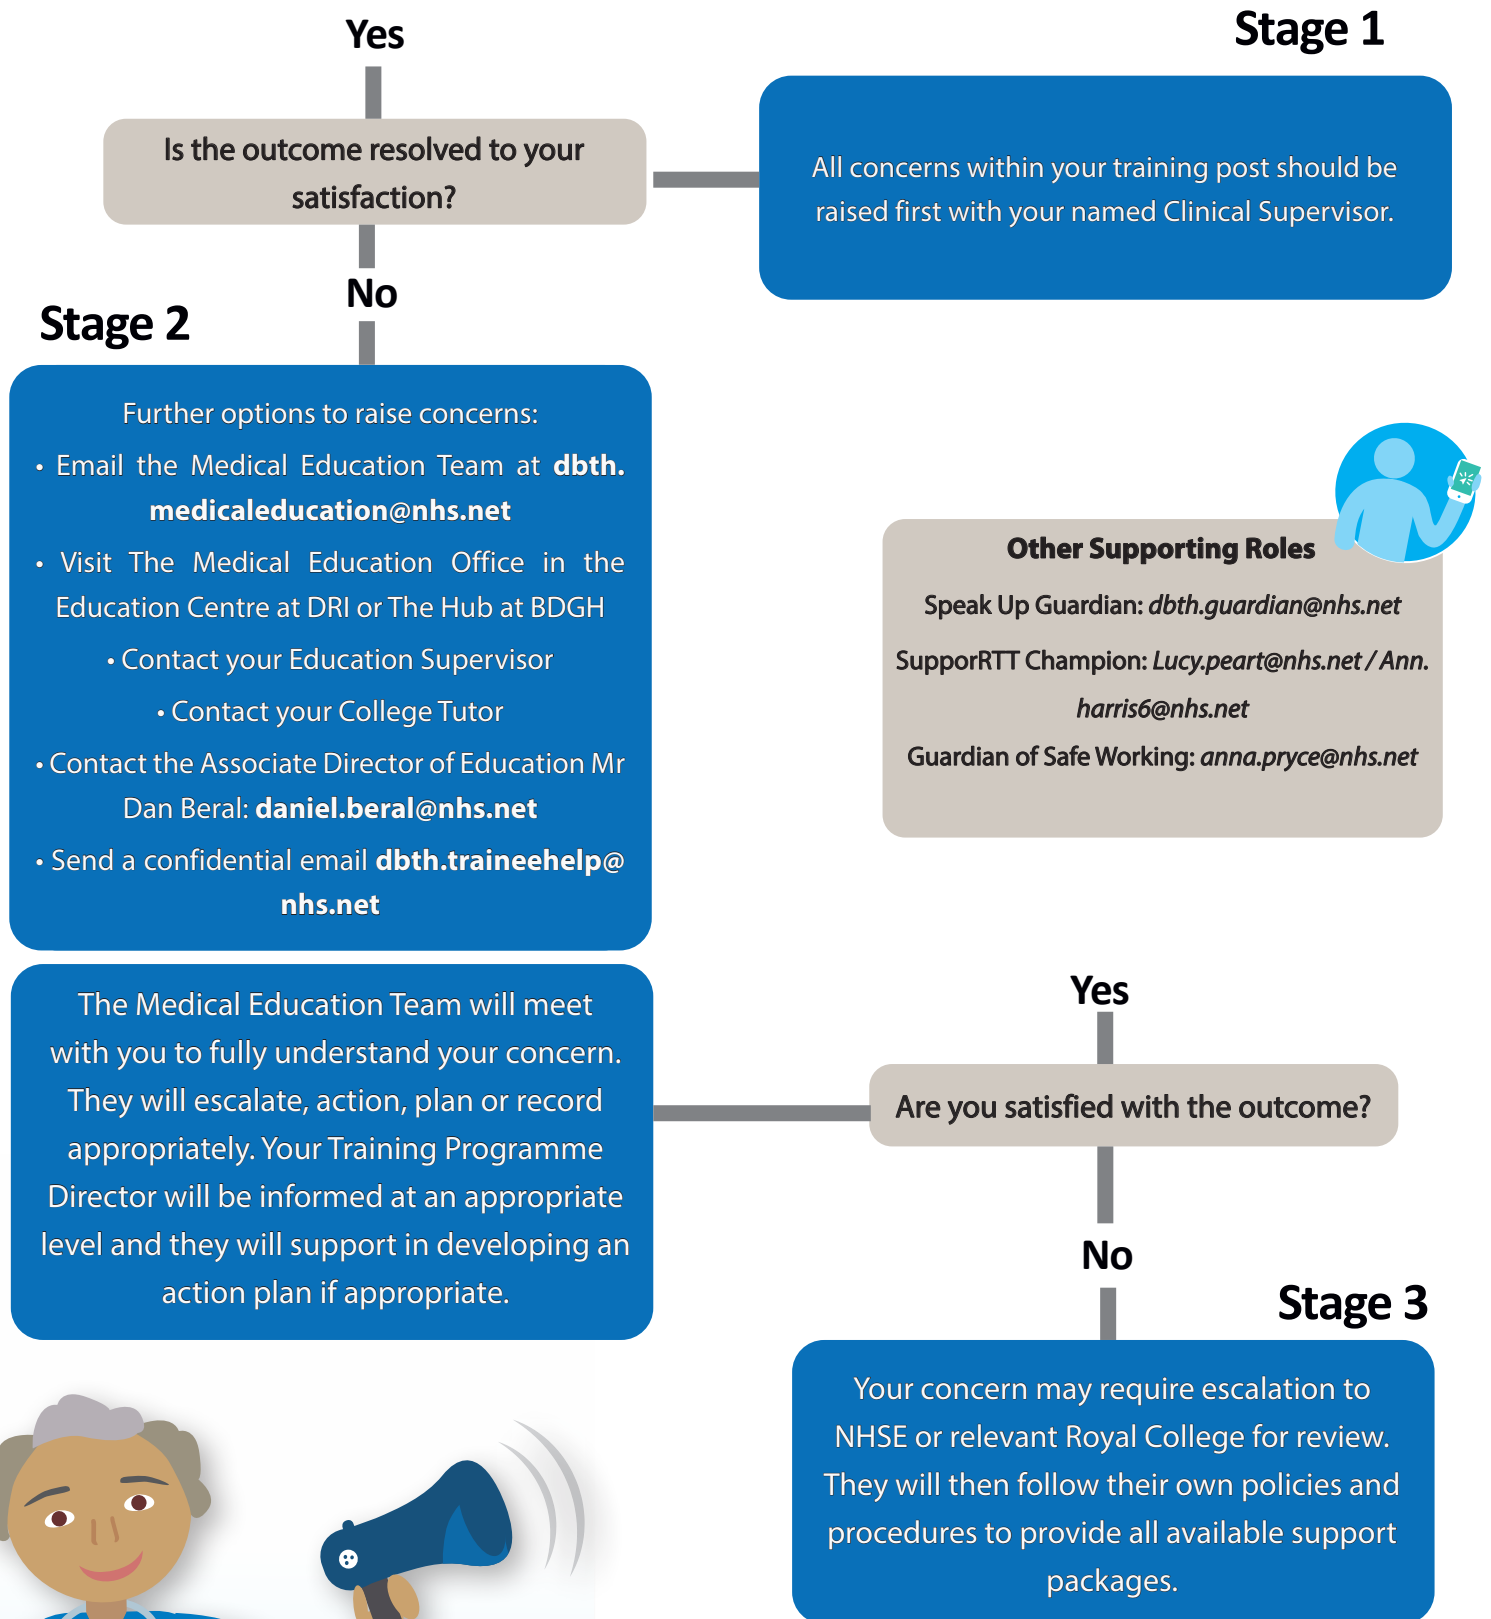 Stage 1
All concerns within your training post should be
raised first with your named Clinical Supervisor.
Yes
Is the outcome resolved to your
satisfaction?
No
Stage 2
Further options to raise concerns:
• Email the Medical Education Team at dbth.
medicaleducation@nhs.net
• Visit The Medical Education Office in the
Education Centre at DRI or The Hub at BDGH
• Contact your Education Supervisor
• Contact your College Tutor
• Contact the Associate Director of Education Mr
Dan Beral: daniel.beral@nhs.net
• Send a confidential email dbth.traineehelp@
nhs.net
Other Supporting Roles
Speak Up Guardian: dbth.guardian@nhs.net
SupporRTT Champion: Lucy.peart@nhs.net / Ann.
harris6@nhs.net
Guardian of Safe Working: anna.pryce@nhs.net
The Medical Education Team will meet
with you to fully understand your concern.
They will escalate, action, plan or record
appropriately. Your Training Programme
Director will be informed at an appropriate
level and they will support in developing an
action plan if appropriate.
Yes
Are you satisfied with the outcome?
No
Stage 3
Your concern may require escalation to
NHSE or relevant Royal College for review.
They will then follow their own policies and
procedures to provide all available support
packages.